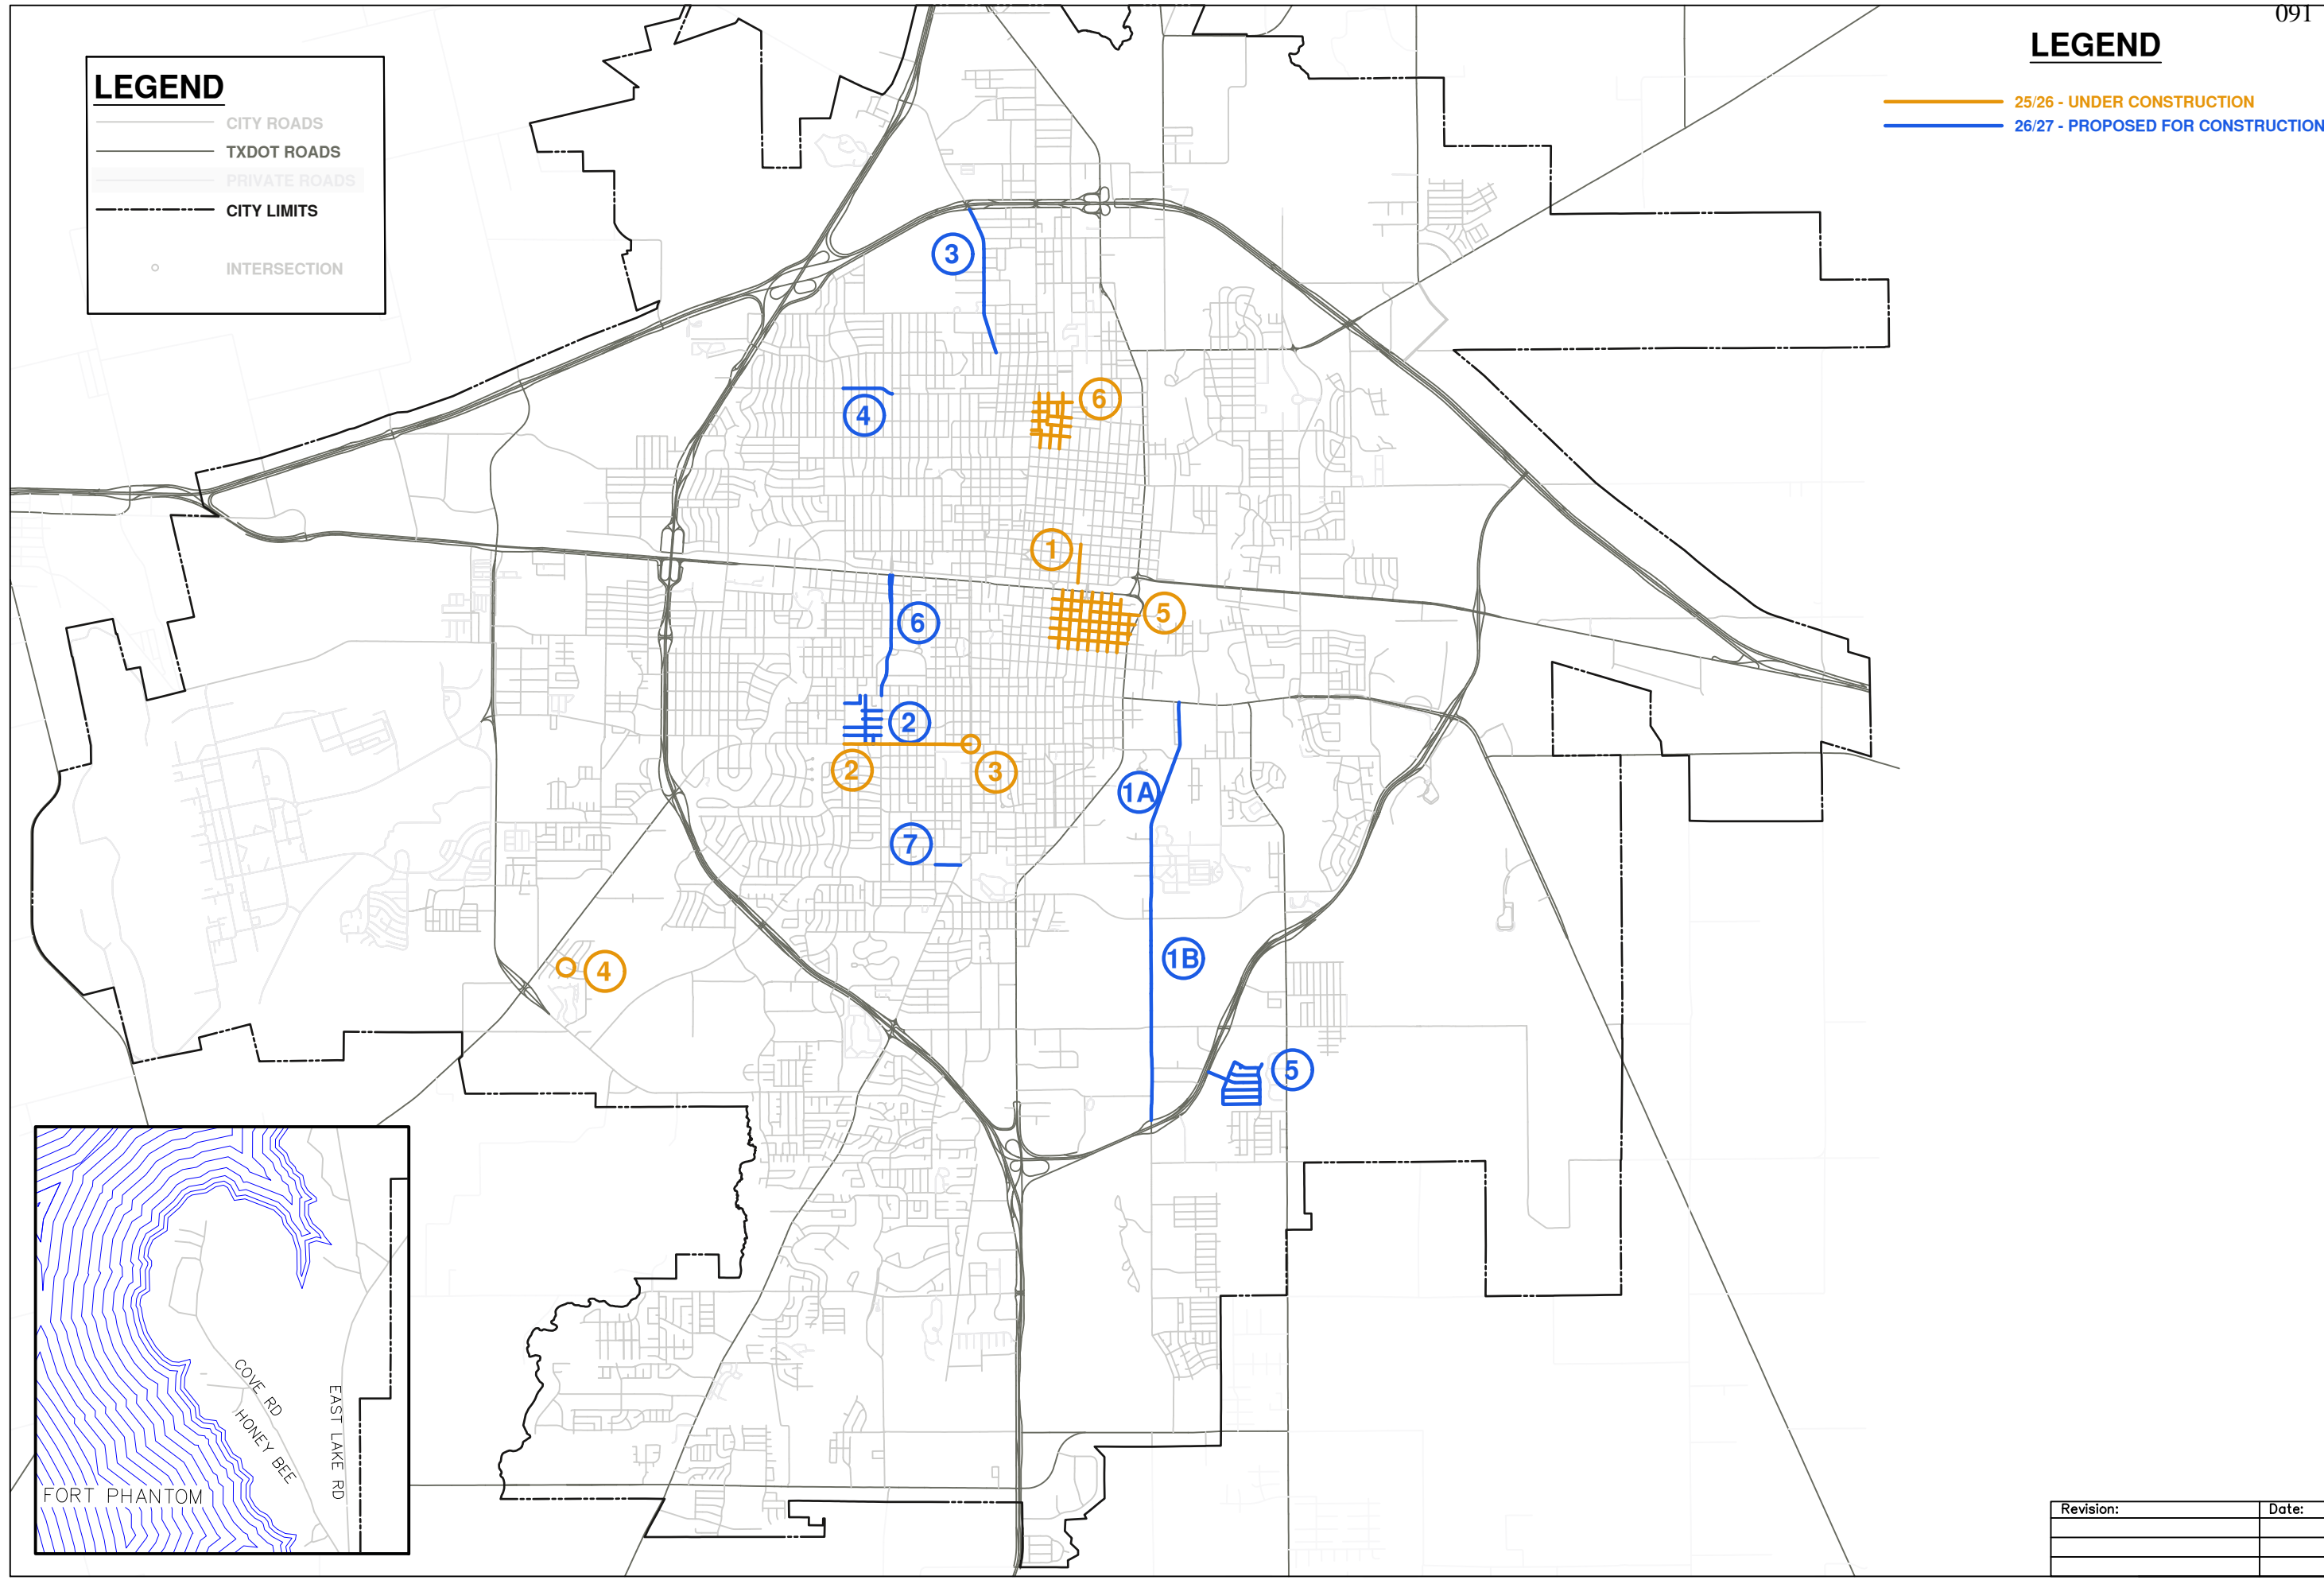 091
LEGEND
CITY ROADS
TXDOT ROADS
PRIVATE ROADS
CITY LIMITS
INTERSECTION
LEGEND
25/26 - UNDER CONSTRUCTION
26/27 - PROPOSED FOR CONSTRUCTION
3
4
6
1
6
5
2
2
3
1A
7
1B
4
5
COVE RD
HONEY BEE
EAST LAKE RD
FORT PHANTOM
Revision:
Date: